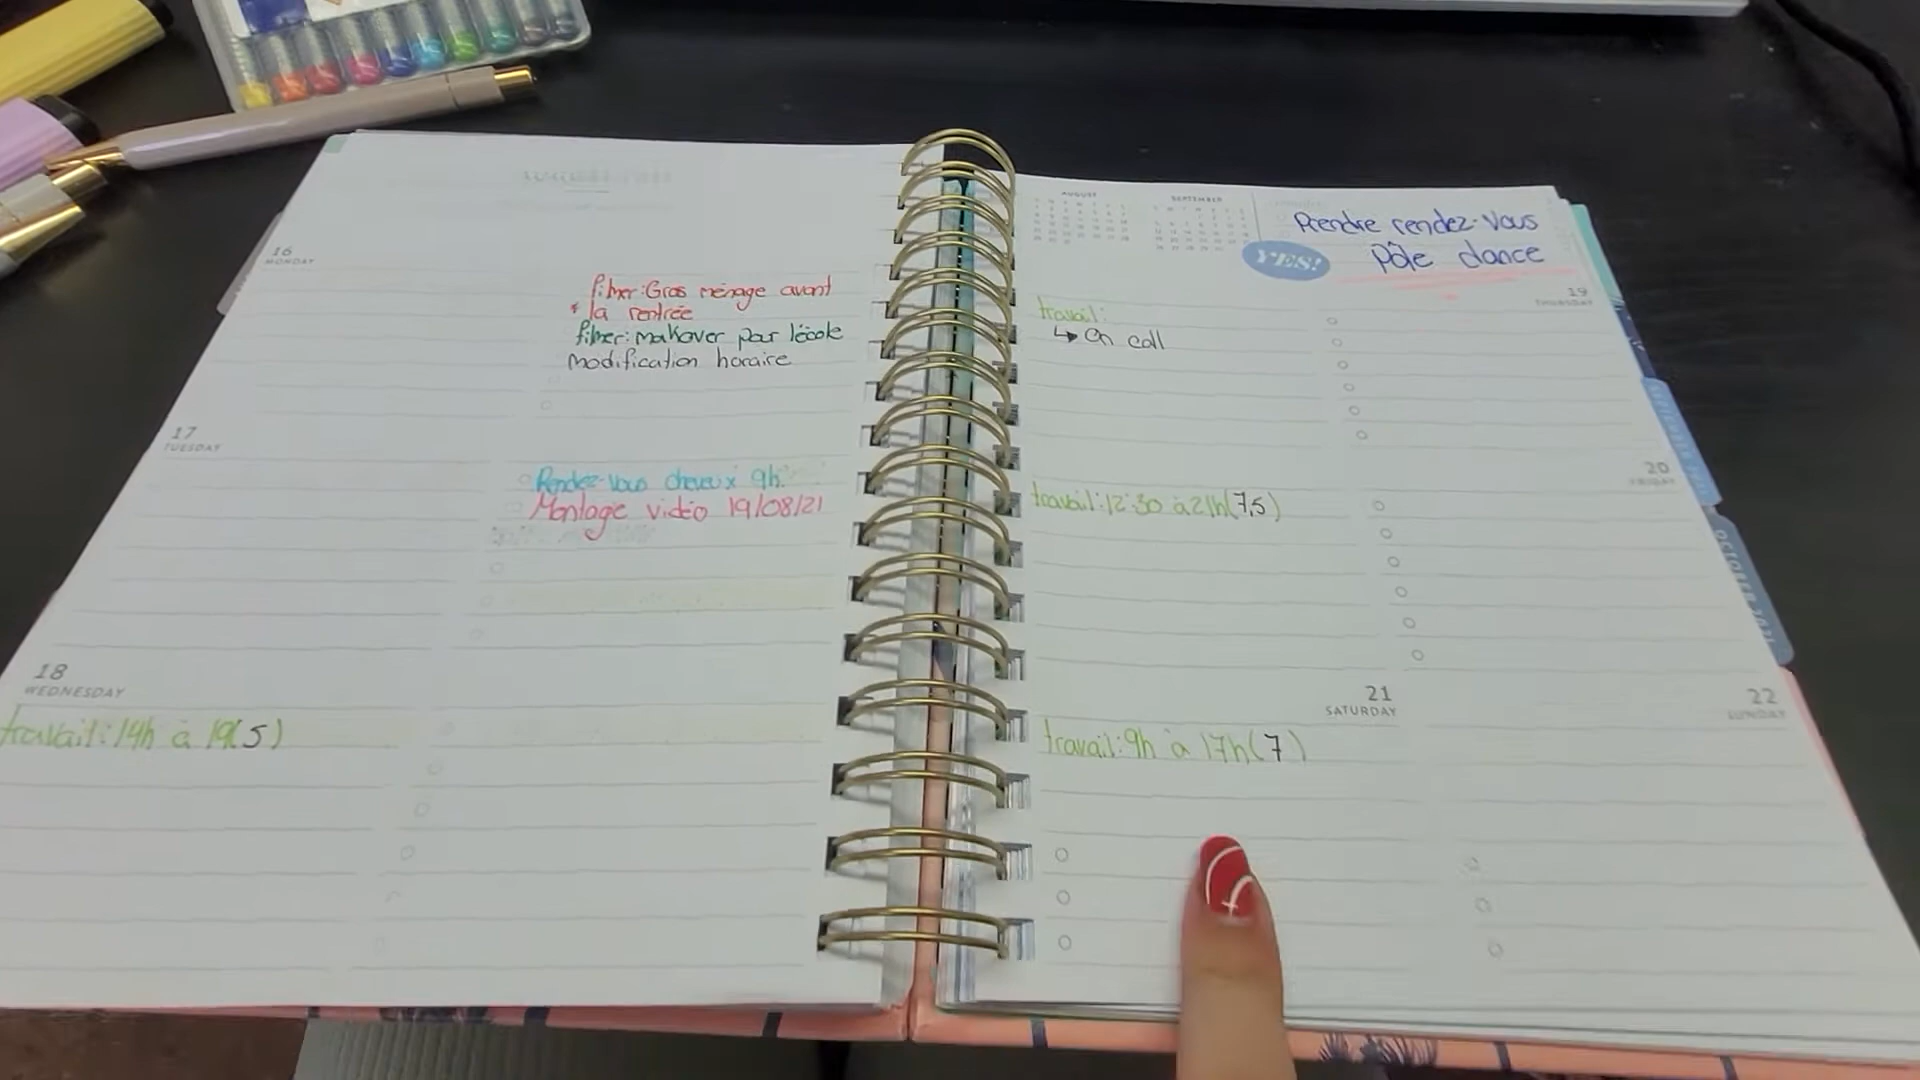 16
MONDAY
filmer: Gros ménage avant
* la rentrée
filmer: makover pour l'école
modification horaire
17
TUESDAY
Rendez-vous cheveux 9h.
Montage vidéo 19/08/21
18
WEDNESDAY
travail: 14h à 19(5)
AUGUST
SEPTEMBER
YES!
Prendre rendez-vous
Pôle dance
19
THURSDAY
travail:
↳ On call
20
FRIDAY
travail: 12:30 à 21h(7,5)
21
SATURDAY
travail: 9h à 17h(7)
22
SUNDAY
OCTOBER 2021